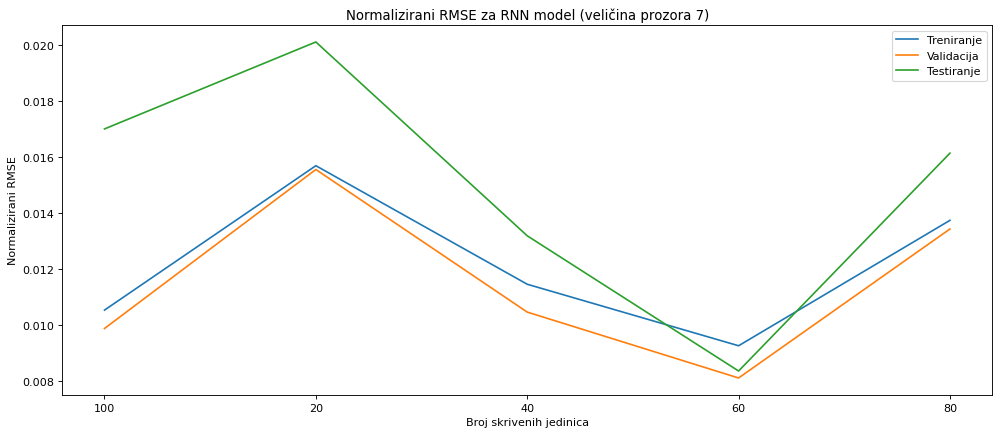 Normalizirani RMSE za RNN model (veličina prozora 7)
Treniranje
Validacija
Testiranje
Normalizirani RMSE
0.020
0.018
0.016
0.014
0.012
0.010
0.008
100 20 40 60 80
Broj skrivenih jedinica